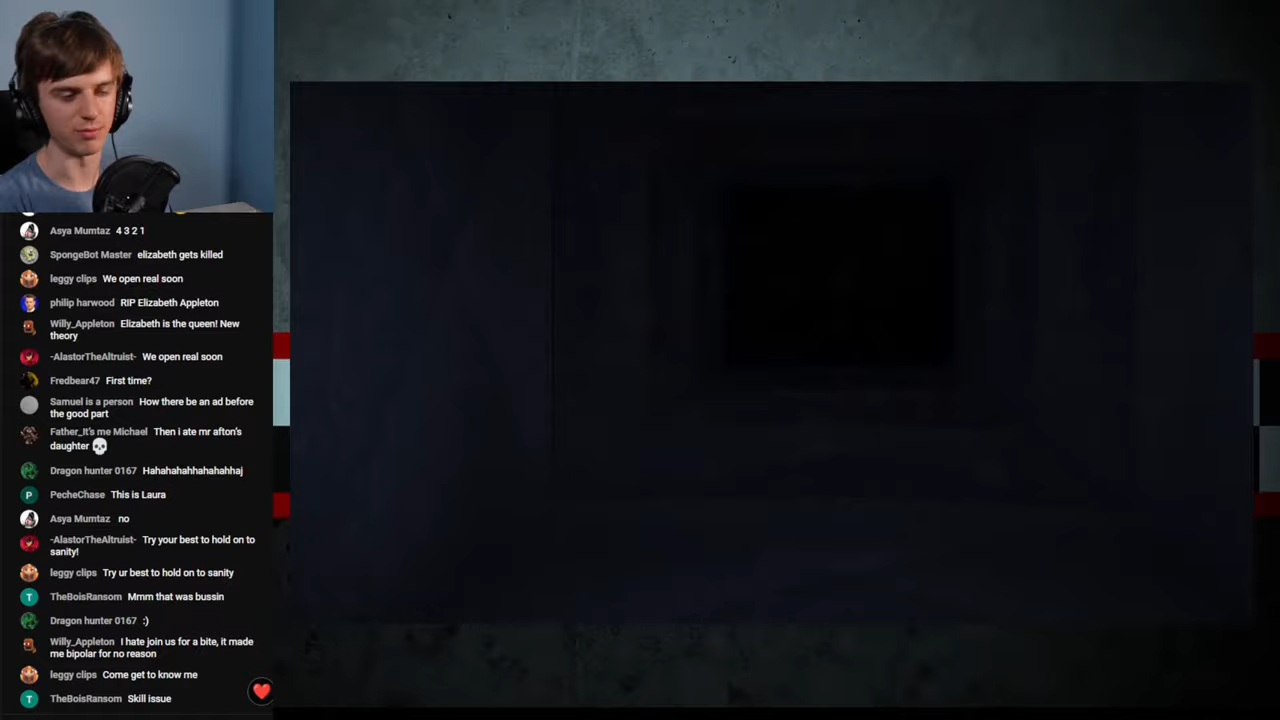 Asya Mumtaz 4 3 2 1
SpongeBot Master elizabeth gets killed
leggy clips We open real soon
philip harwood RIP Elizabeth Appleton
Willy_Appleton Elizabeth is the queen! New
theory
-AlastorTheAltruist- We open real soon
Fredbear47 First time?
Samuel is a person How there be an ad before
the good part
Father_It's me Michael Then i ate mr afton's
daughter 💀
Dragon hunter 0167 Hahahahahhahahahhaj
P PecheChase This is Laura
Asya Mumtaz no
-AlastorTheAltruist- Try your best to hold on to
sanity!
leggy clips Try ur best to hold on to sanity
T TheBoisRansom Mmm that was bussin
Dragon hunter 0167 :)
Willy_Appleton I hate join us for a bite, it made
me bipolar for no reason
leggy clips Come get to know me
T TheBoisRansom Skill issue